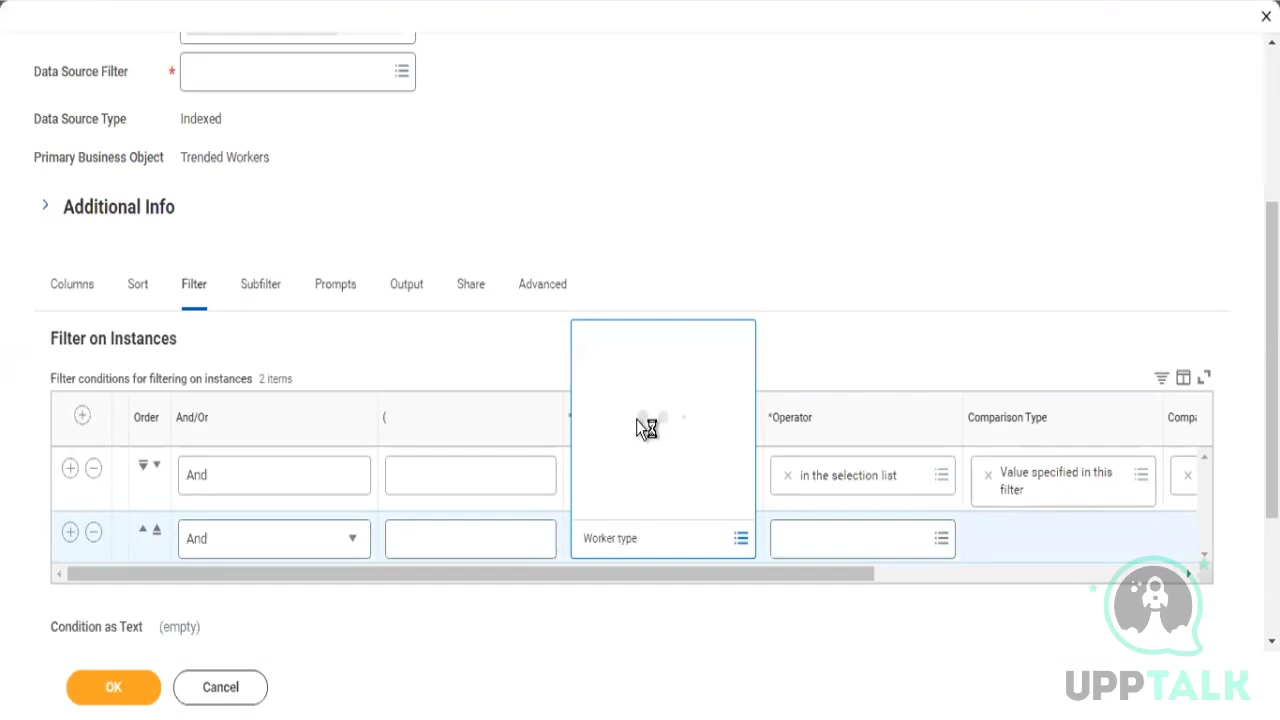 Data Source Filter *
Data Source Type Indexed
Primary Business Object Trended Workers
Additional Info
Columns Sort Filter Subfilter Prompts Output Share Advanced
Filter on Instances
Filter conditions for filtering on instances 2 items
Order And/Or ( *Operator Comparison Type
And in the selection list Value specified in this
filter
And Worker type
Condition as Text (empty)
OK Cancel
UPPTALK